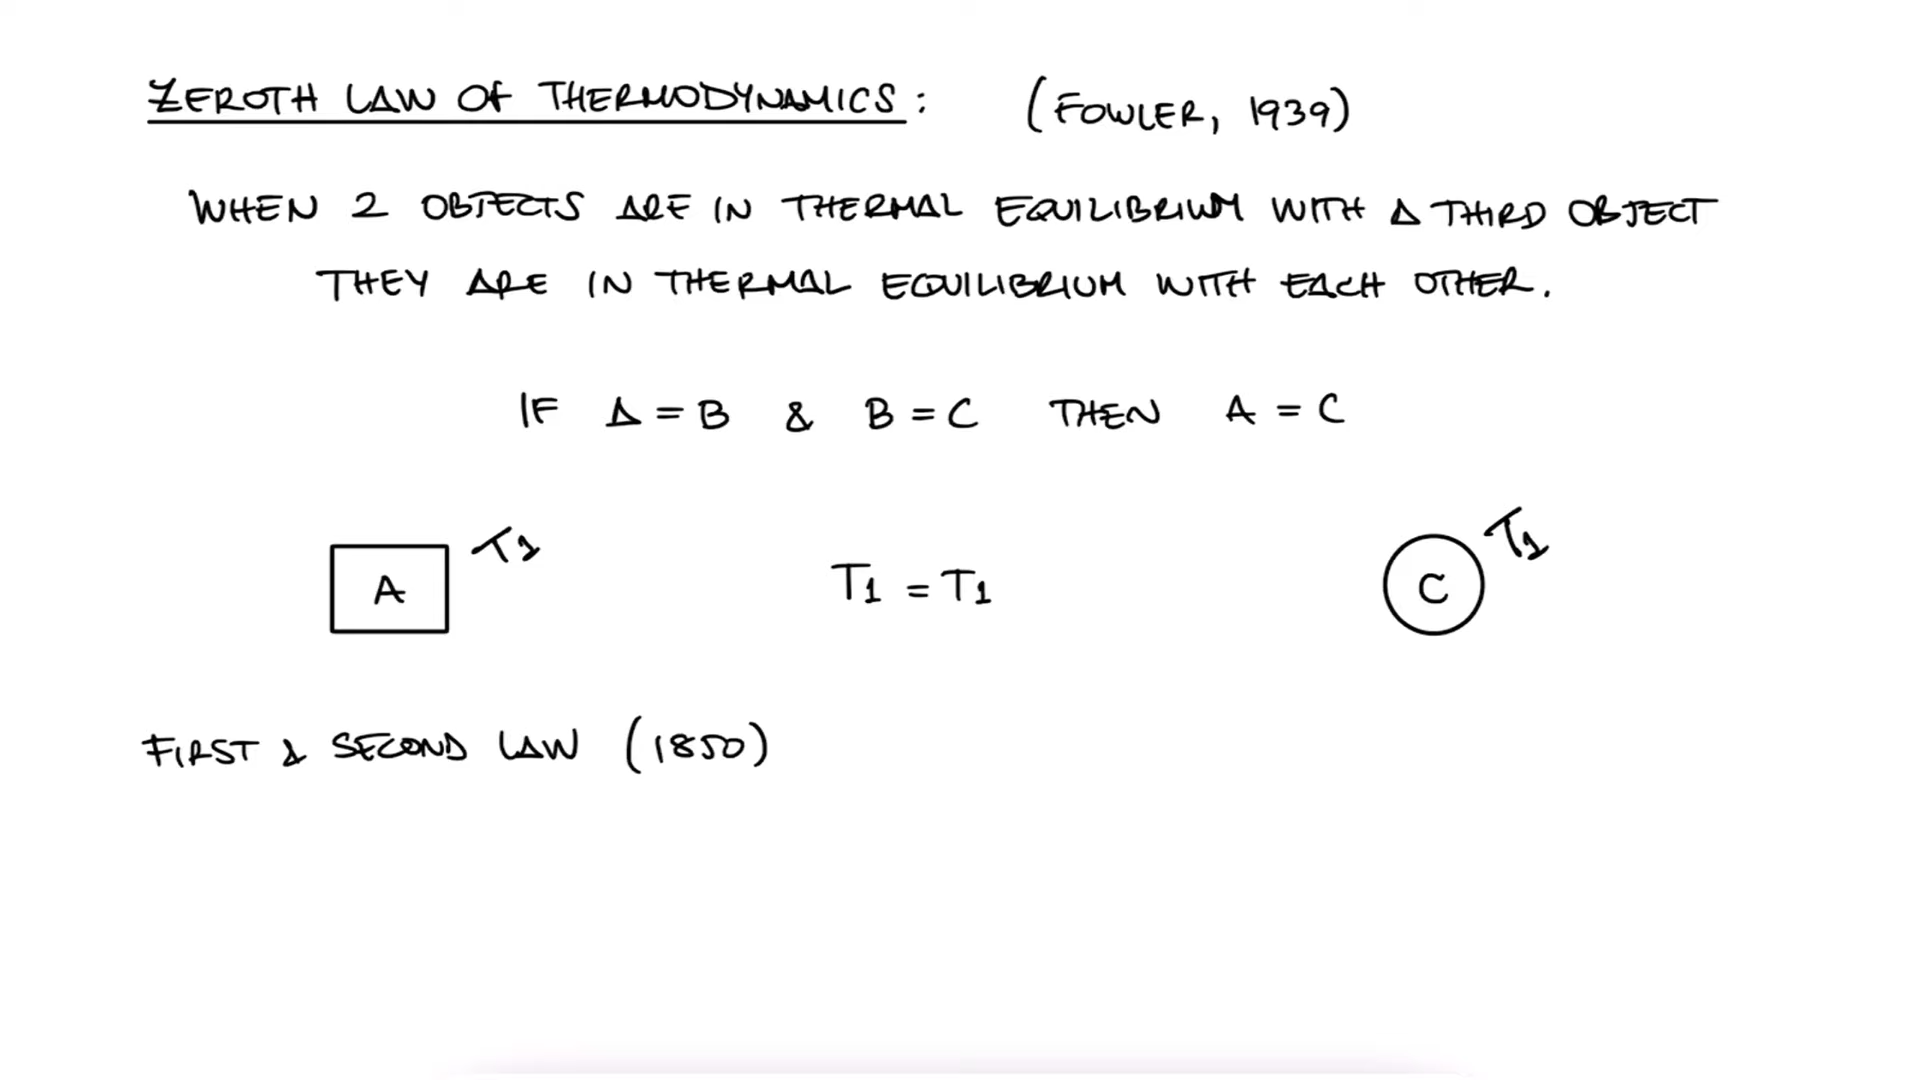 ZEROTH LAW OF THERMODYNAMICS: (FOWLER, 1939)
WHEN 2 OBJECTS ARE IN THERMAL EQUILIBRIUM WITH A THIRD OBJECT
THEY ARE IN THERMAL EQUILIBRIUM WITH EACH OTHER.
IF A = B & B = C THEN A = C
A T1 T1 = T1 C T1
FIRST & SECOND LAW (1850)